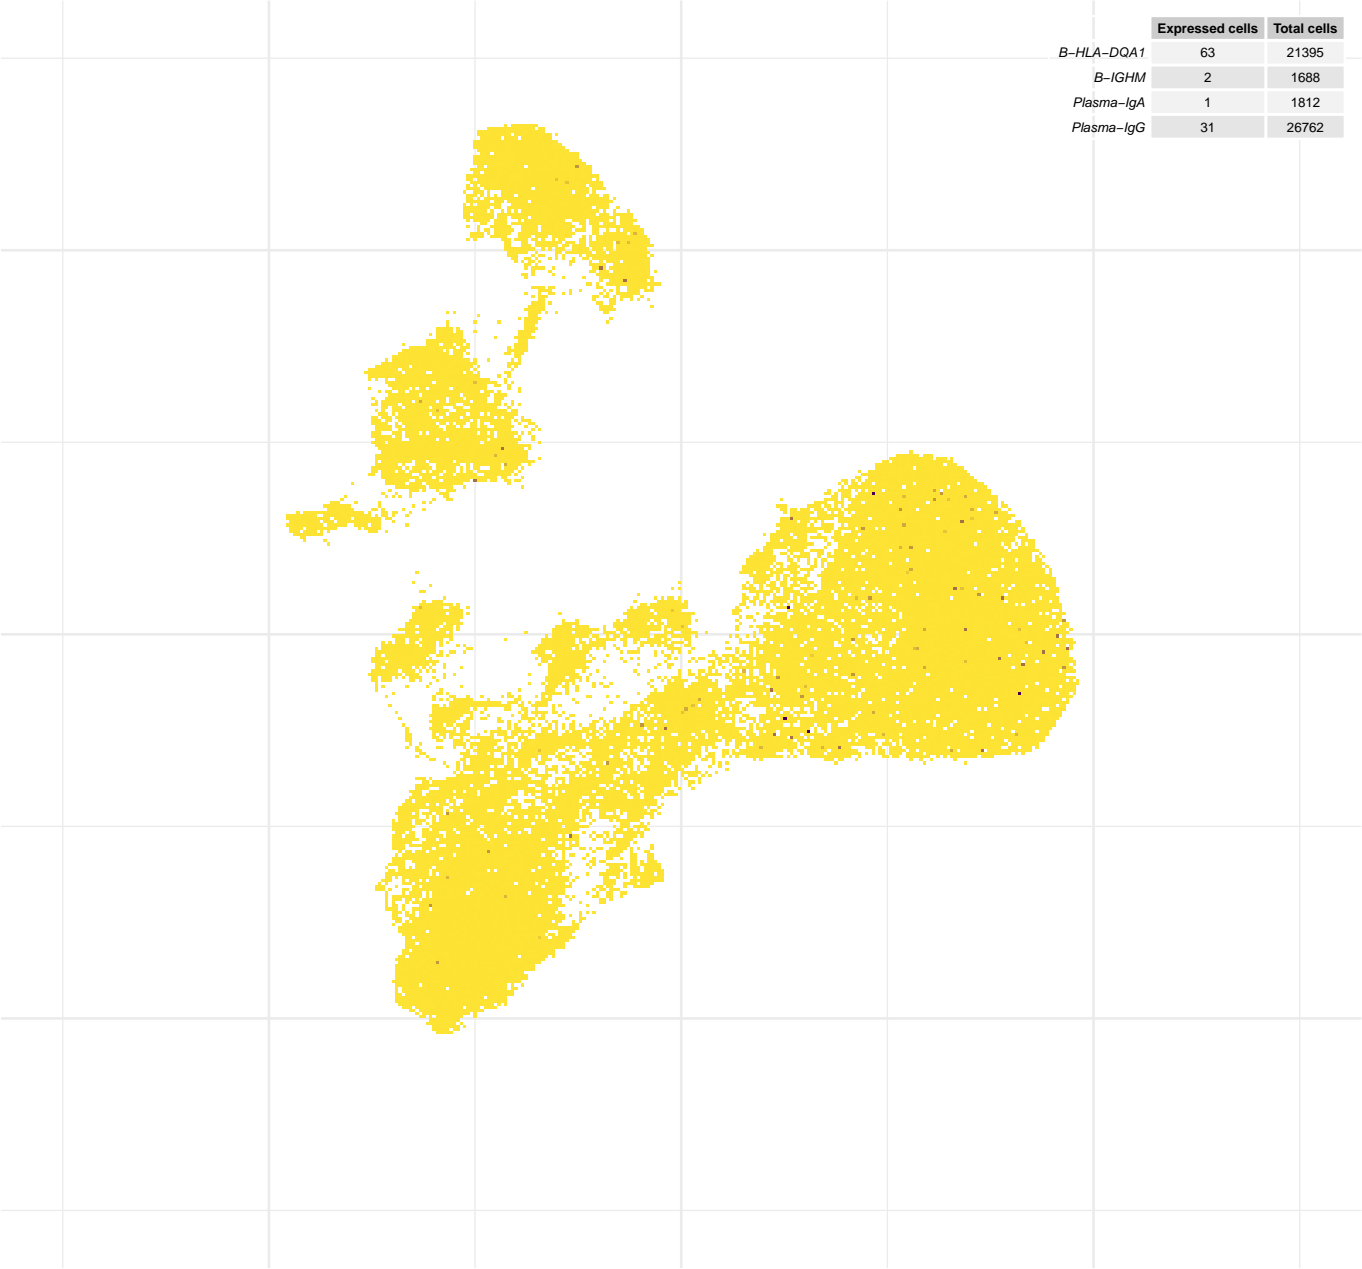 Expressed cells Total cells
B−HLA−DQA1 63 21395
B−IGHM 2 1688
Plasma−IgA 1 1812
Plasma−IgG 31 26762